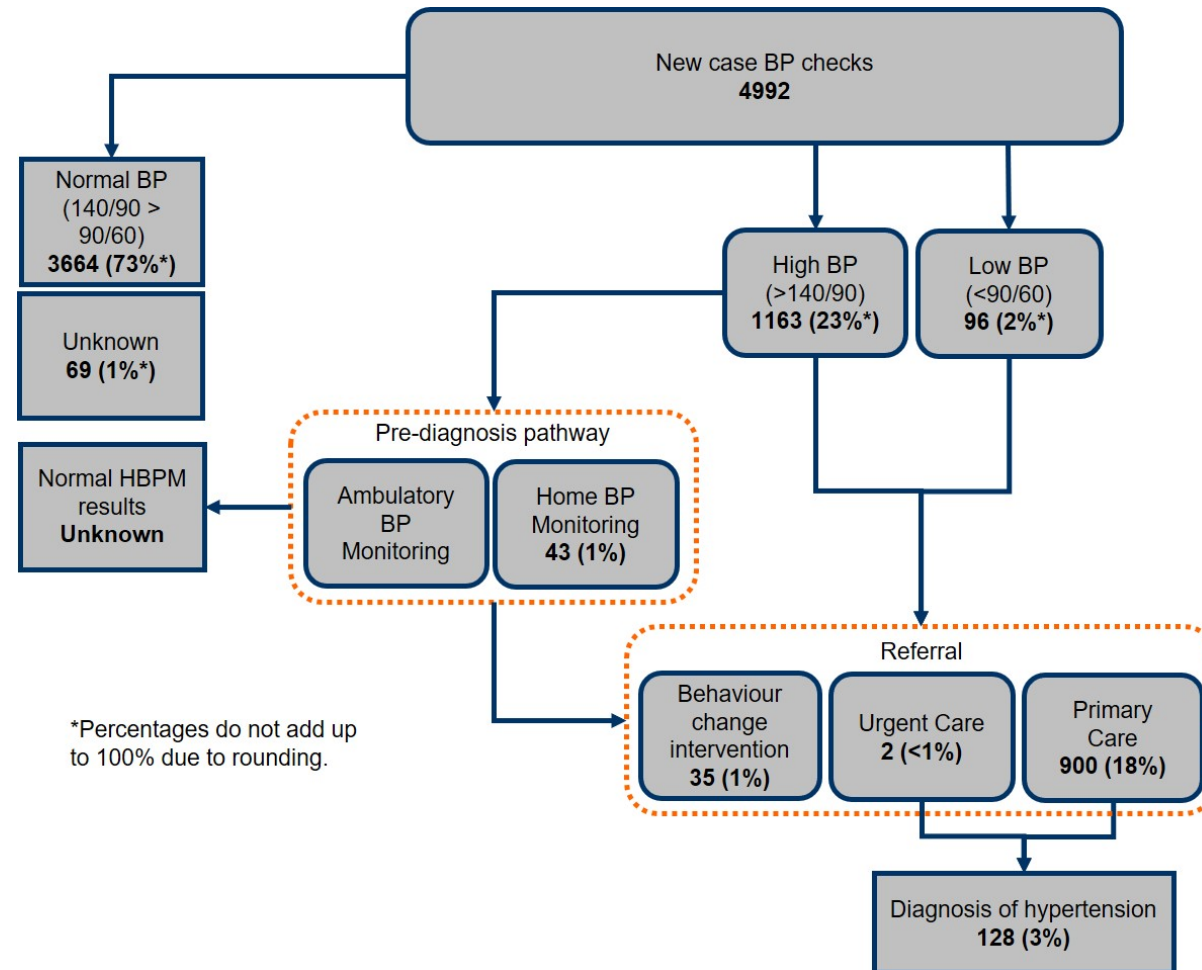 New case BP checks
4992
Normal BP
(140/90 >
90/60)
3664 (73%*)
Unknown
69 (1%*)
High BP
(>140/90)
1163 (23%*)
Low BP
(<90/60)
96 (2%*)
Pre-diagnosis pathway
Ambulatory
BP
Monitoring
Home BP
Monitoring
43 (1%)
Normal HBPM
results
Unknown
Referral
Behaviour
change
intervention
35 (1%)
Urgent Care
2 (<1%)
Primary
Care
900 (18%)
*Percentages do not add up
to 100% due to rounding.
Diagnosis of hypertension
128 (3%)